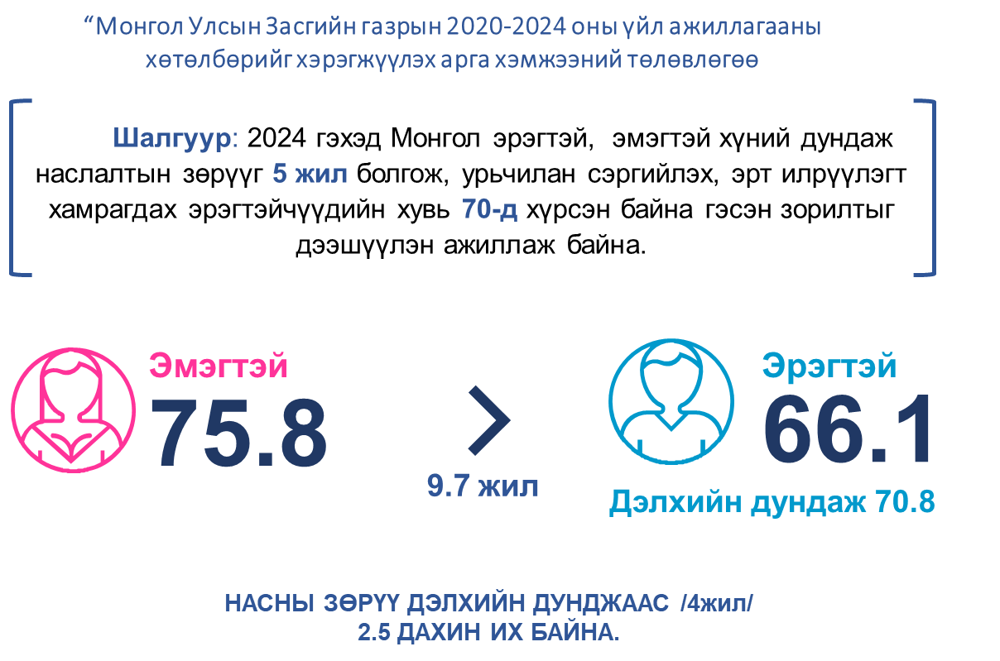 “Монгол Улсын Засгийн газрын 2020-2024 оны үйл ажиллагааны
хөтөлбөрийг хэрэгжүүлэх арга хэмжээний төлөвлөгөө
Шалгуур: 2024 гэхэд Монгол эрэгтэй, эмэгтэй хүний дундаж
наслалтын зөрүүг 5 жил болгож, урьчилан сэргийлэх, эрт илрүүлэгт
хамрагдах эрэгтэйчүүдийн хувь 70-д хүрсэн байна гэсэн зорилтыг
дээшүүлэн ажиллаж байна.
Эмэгтэй
75.8
9.7 жил
Эрэгтэй
66.1
Дэлхийн дундаж 70.8
НАСНЫ ЗӨРҮҮ ДЭЛХИЙН ДУНДЖААС /4жил/
2.5 ДАХИН ИХ БАЙНА.